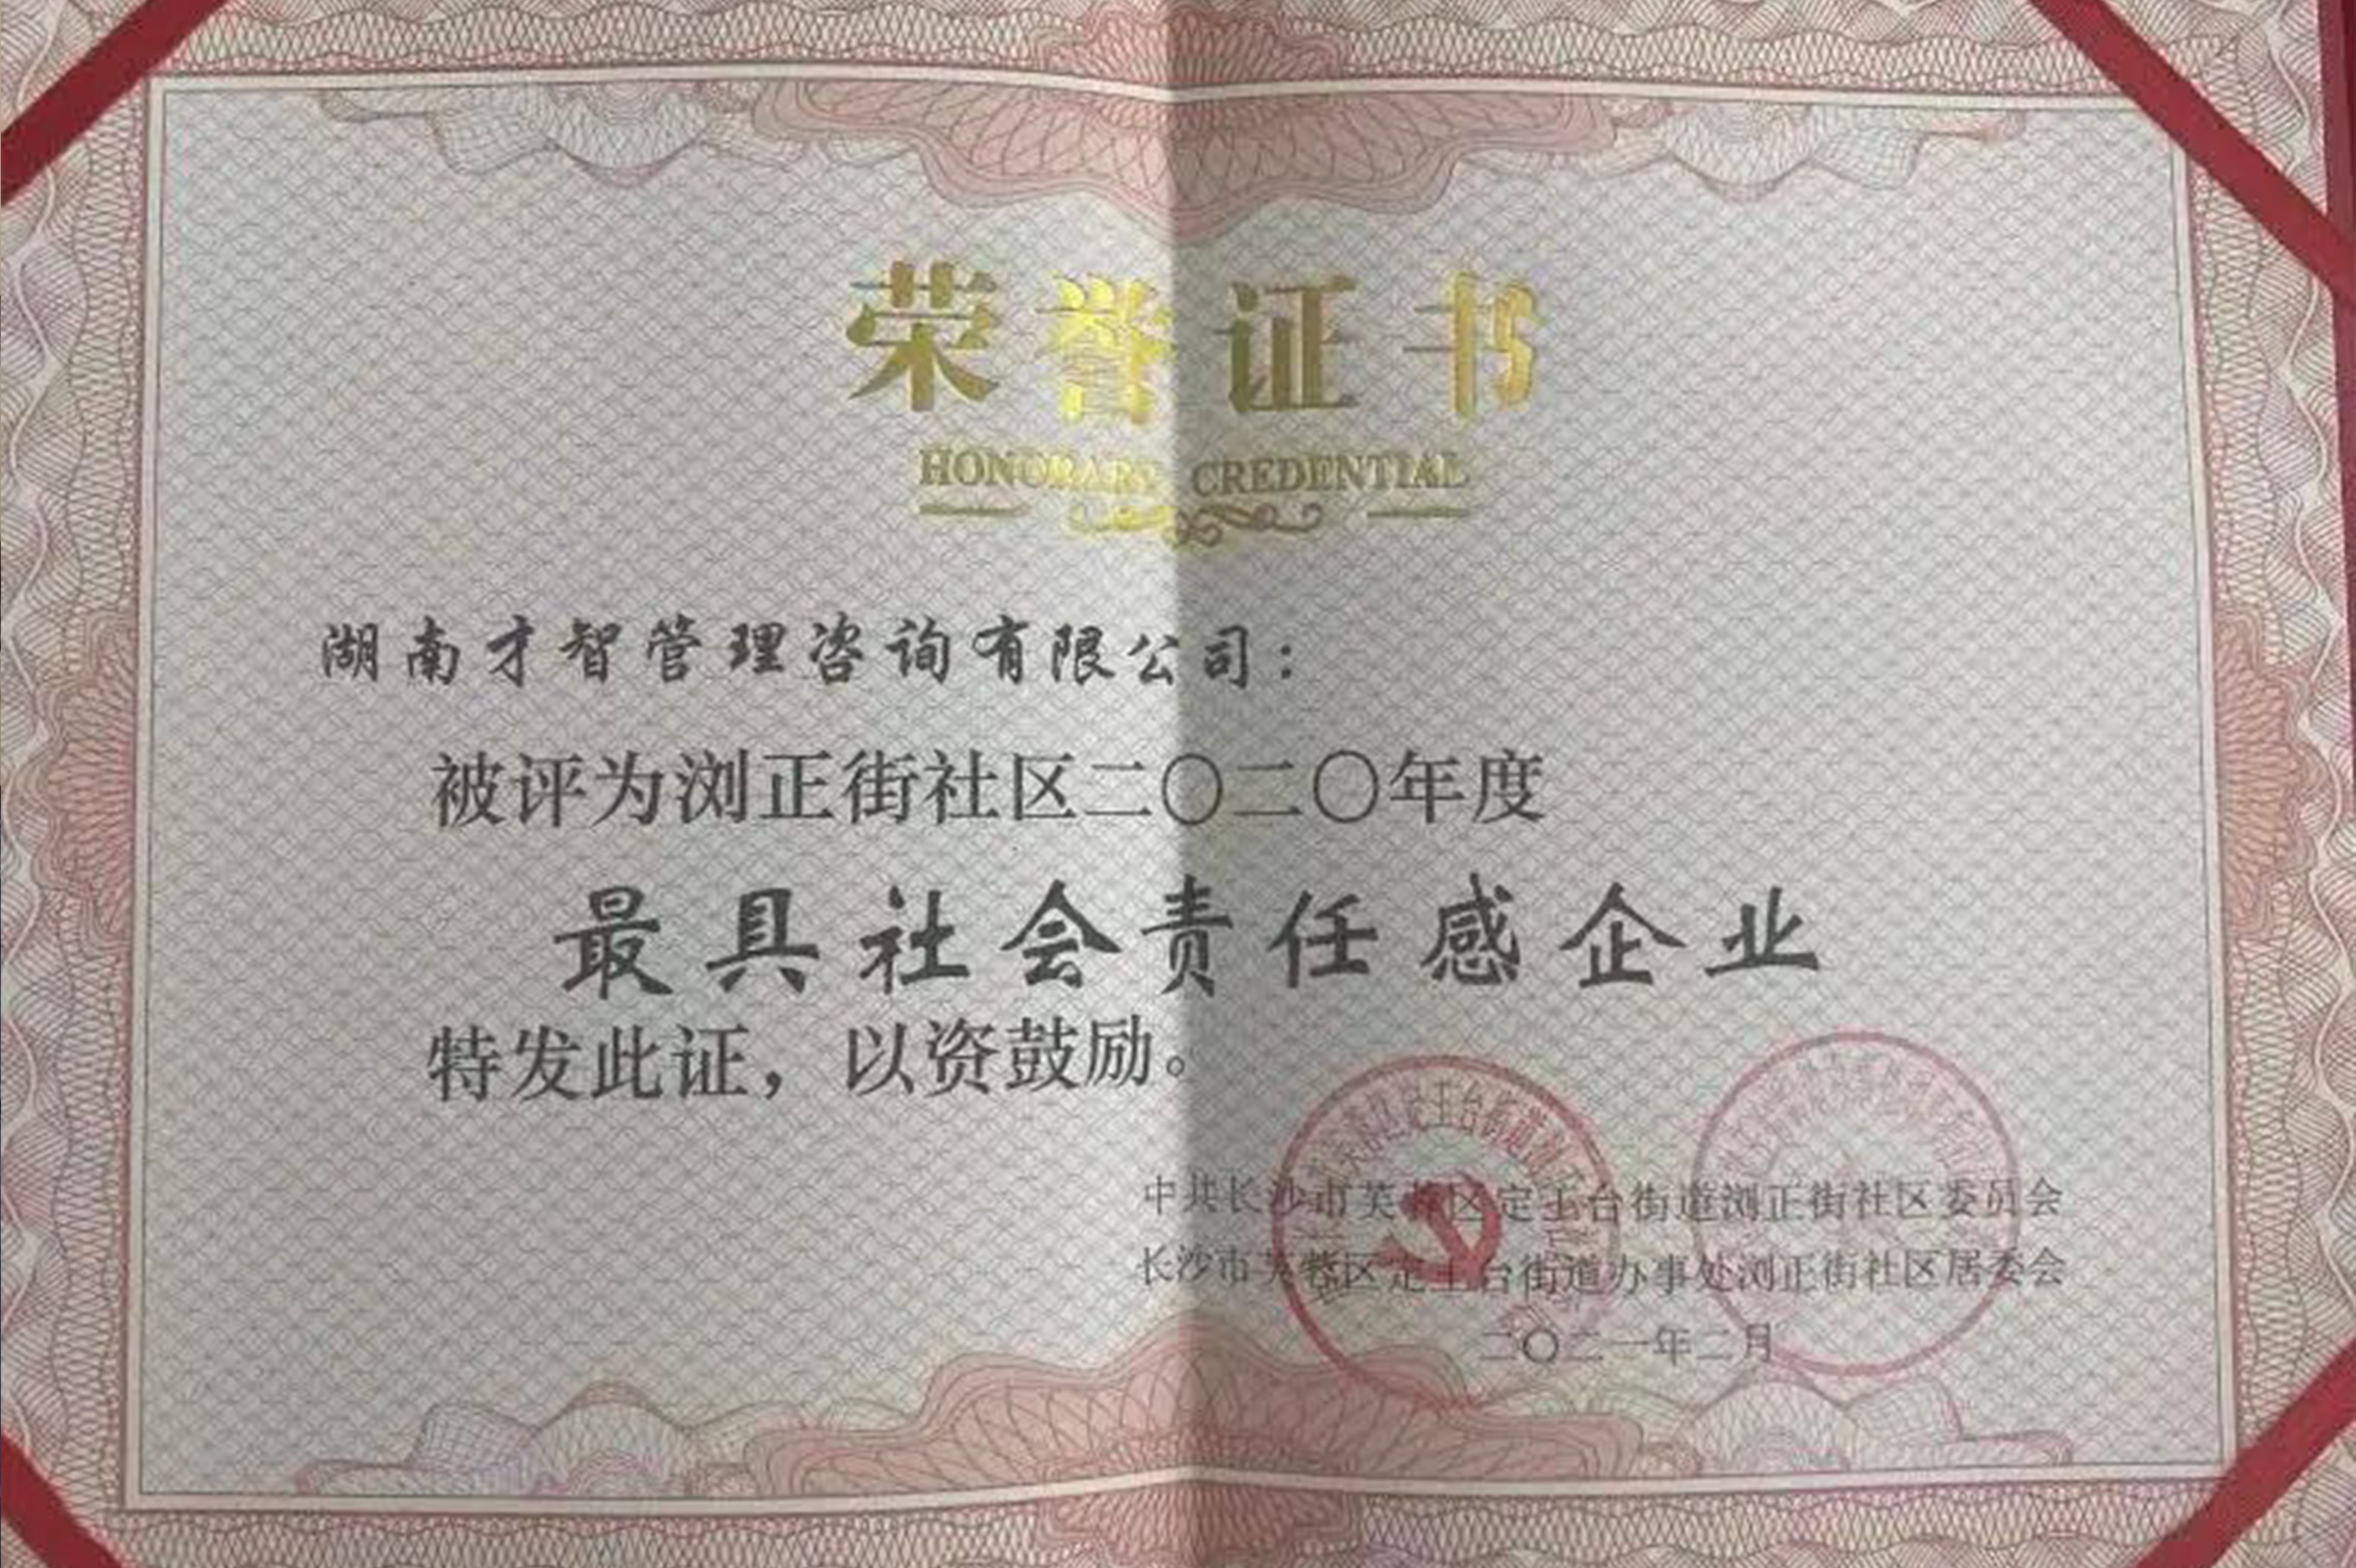 荣誉证书
HONORARY CREDENTIAL
湖南才智管理咨询有限公司：
被评为浏正街社区二〇二〇年度
最具社会责任感企业
特发此证，以资鼓励。
中共长沙市芙蓉区定王台街道浏正街社区委员会
长沙市芙蓉区定王台街道办事处浏正街社区居委会
二〇二一年二月